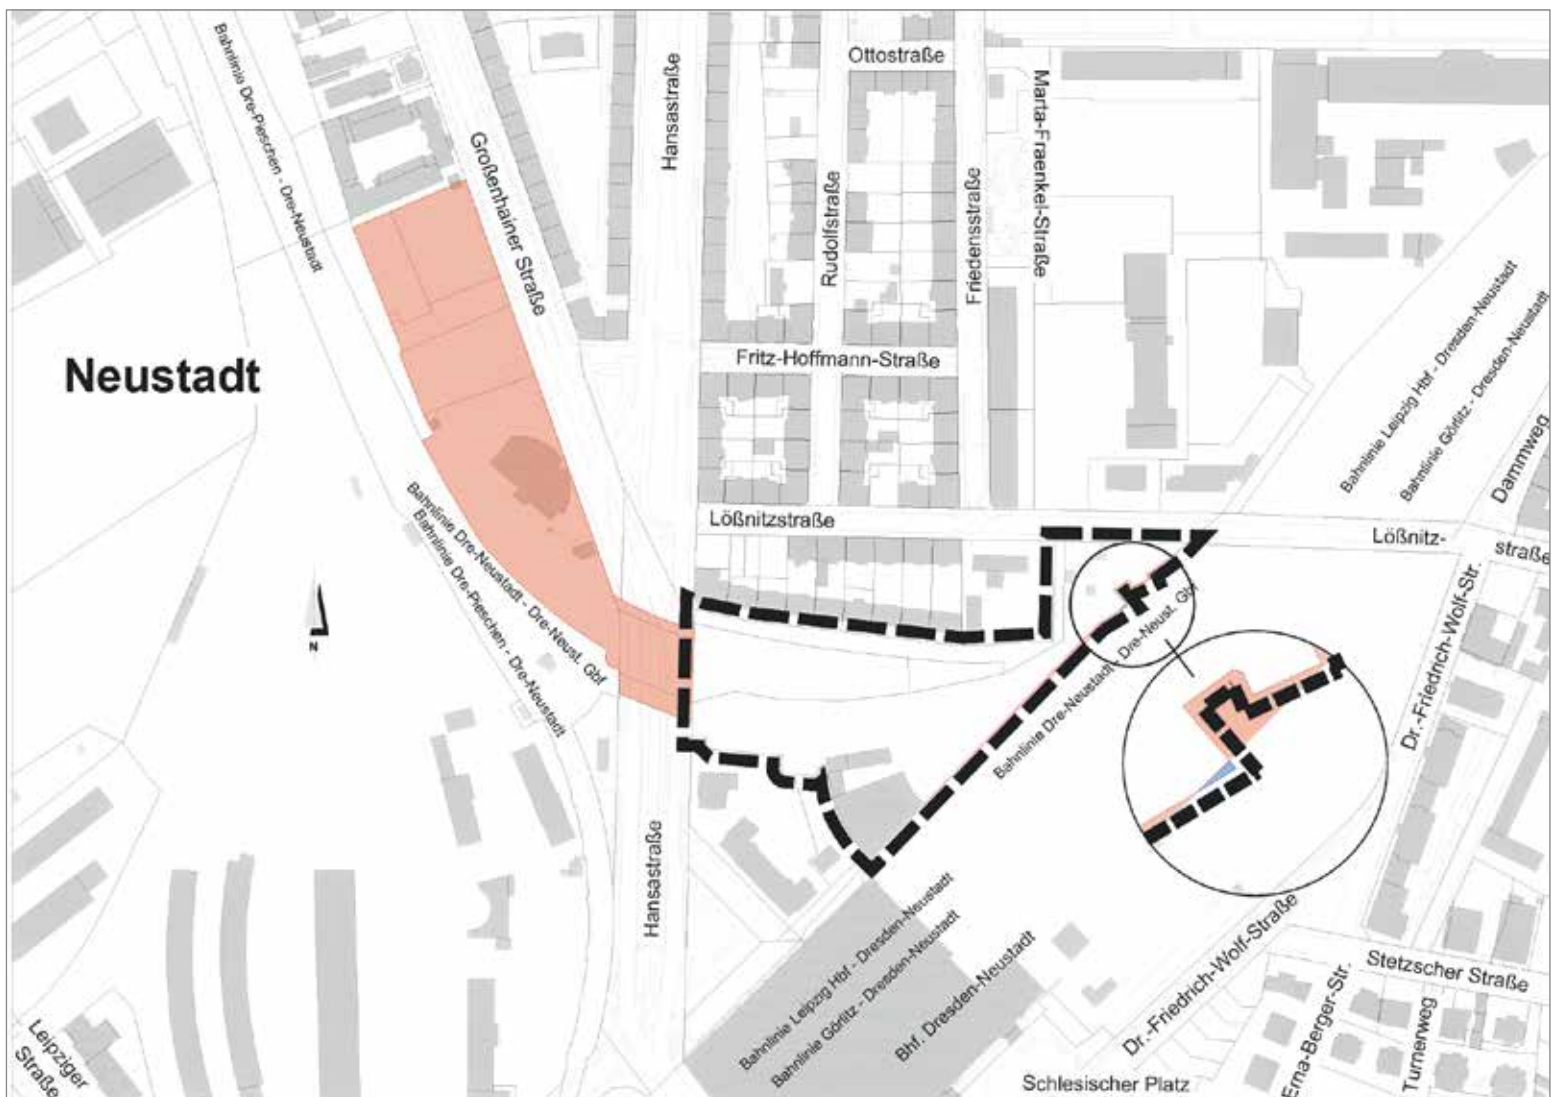 Ottostraße
Bahnlinie Dre-Pieschen - Dre-Neustadt
Großenhainer Straße
Hansastraße
Rudolfstraße
Friedensstraße
Marta-Fraenkel-Straße
Fritz-Hoffmann-Straße
Neustadt
Bahnlinie Leipzig Hbf - Dresden-Neustadt
Bahnlinie Görlitz - Dresden-Neustadt
Dammweg
Lößnitzstraße
Lößnitz-
straße
Bahnlinie Dre-Neustadt - Dre-Neust. Gbf
Bahnlinie Dre-Pieschen - Dre-Neustadt
Bahnlinie Dre-Neustadt - Dre-Neust. Gbf
N
Dr.-Friedrich-Wolf-Str.
Hansastraße
Bahnlinie Leipzig Hbf - Dresden-Neustadt
Bahnlinie Görlitz - Dresden-Neustadt
Bhf. Dresden-Neustadt
Dr.-Friedrich-Wolf-Straße
Stetzscher Straße
Erna-Berger-Str.
Turnerweg
Leipziger
Straße
Schlesischer Platz